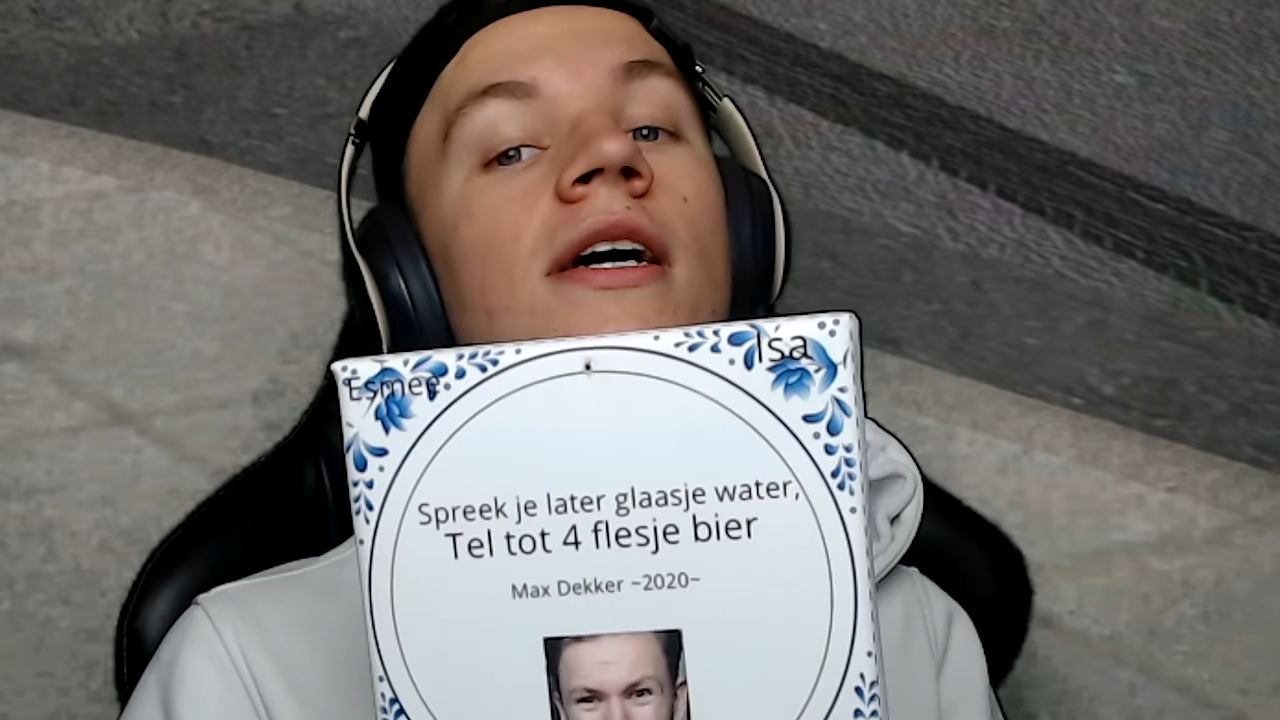 Esmee
Isa
Spreek je later glaasje water,
Tel tot 4 flesje bier
Max Dekker ~2020~